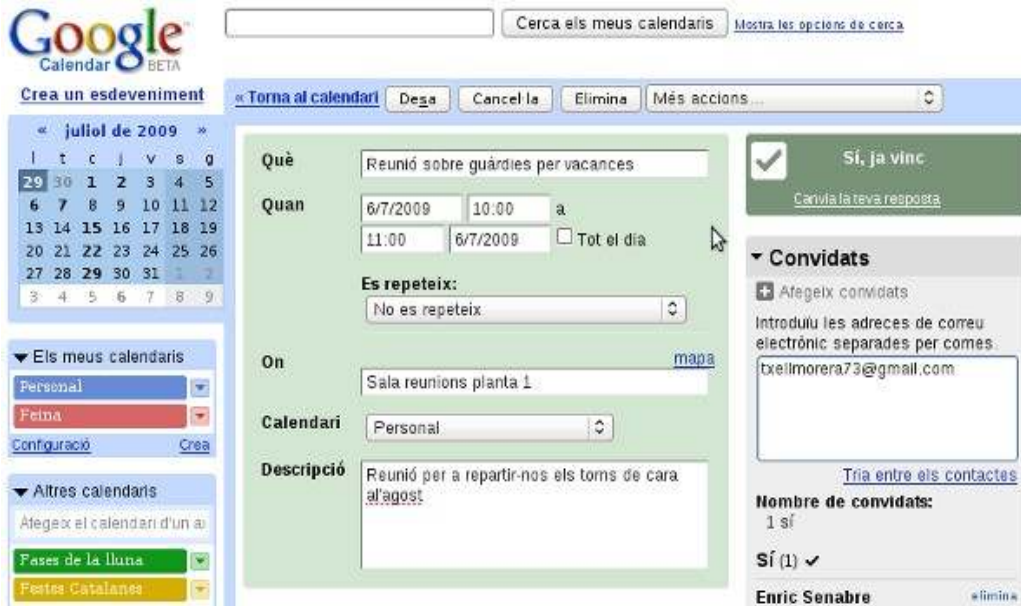 Google
Calendar BETA
Cerca els meus calendaris
Mostra les opcions de cerca
Crea un esdeveniment
« Torna al calendari Desa Cancel·la Elimina Més accions...
« juliol de 2009 »
l t c j v s g
29 30 1 2 3 4 5
6 7 8 9 10 11 12
13 14 15 16 17 18 19
20 21 22 23 24 25 26
27 28 29 30 31 1 2
3 4 5 6 7 8 9
Els meus calendaris
Personal
Feina
Configuració Crea
Altres calendaris
Afegeix el calendari d'un
Fases de la lluna
Festes Catalanes
Què Reunió sobre guàrdies per vacances
Quan 6/7/2009 10:00 a
11:00 6/7/2009 Tot el dia
Es repeteix:
No es repeteix
On mapa
Sala reunions planta 1
Calendari Personal
Descripció Reunió per a repartir-nos els torns de cara
al'agost
Sí, ja vinc
Canvia la teva resposta
Convidats
Afegeix convidats
Introduïu les adreces de correu
electrònic separades per comes.
txellmorera73@gmail.com
Tria entre els contactes
Nombre de convidats:
1 sí
Sí (1)
Enric Senabre elimina